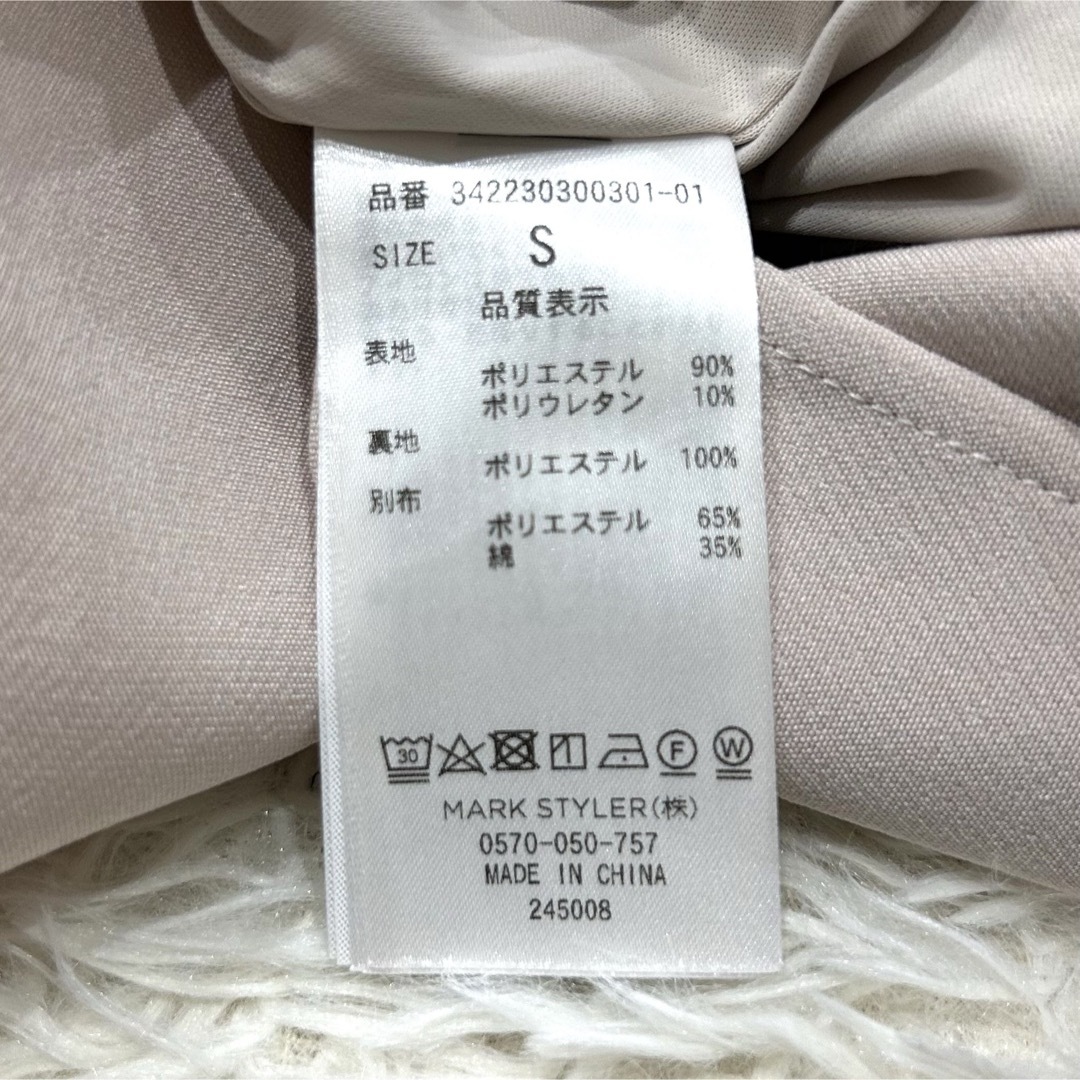 品番 342230300301-01
SIZE S
品質表示
表地
ポリエステル 90%
ポリウレタン 10%
裏地
ポリエステル 100%
別布
ポリエステル 65%
綿 35%
30 F W
MARK STYLER(株)
0570-050-757
MADE IN CHINA
245008